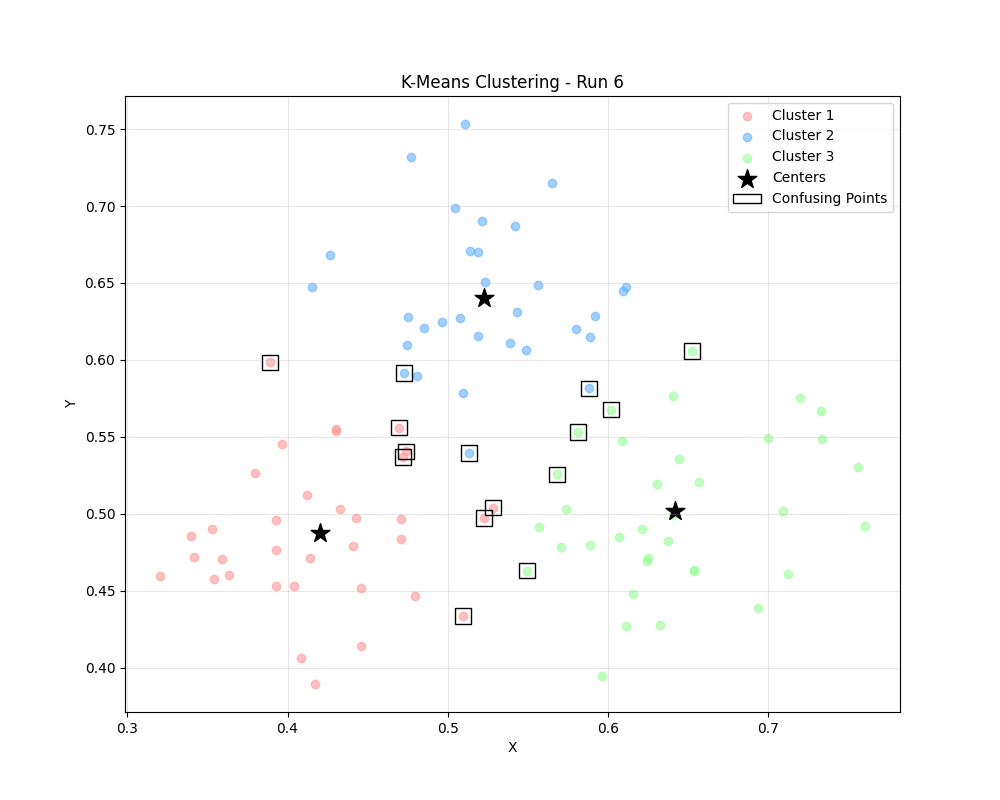 K-Means Clustering - Run 6
Cluster 1
Cluster 2
Cluster 3
Centers
Confusing Points
0.75
0.70
0.65
0.60
0.55
0.50
0.45
0.40
Y
0.3
0.4
0.5
0.6
0.7
X